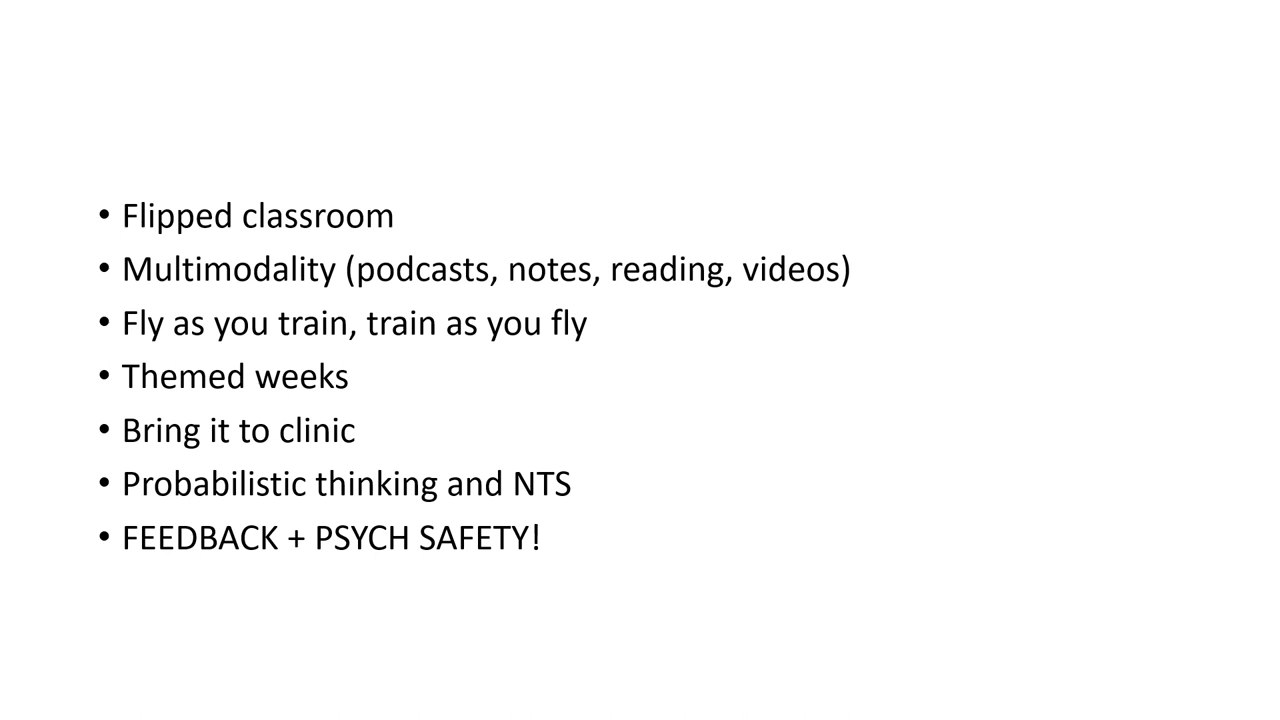 • Flipped classroom
• Multimodality (podcasts, notes, reading, videos)
• Fly as you train, train as you fly
• Themed weeks
• Bring it to clinic
• Probabilistic thinking and NTS
• FEEDBACK + PSYCH SAFETY!